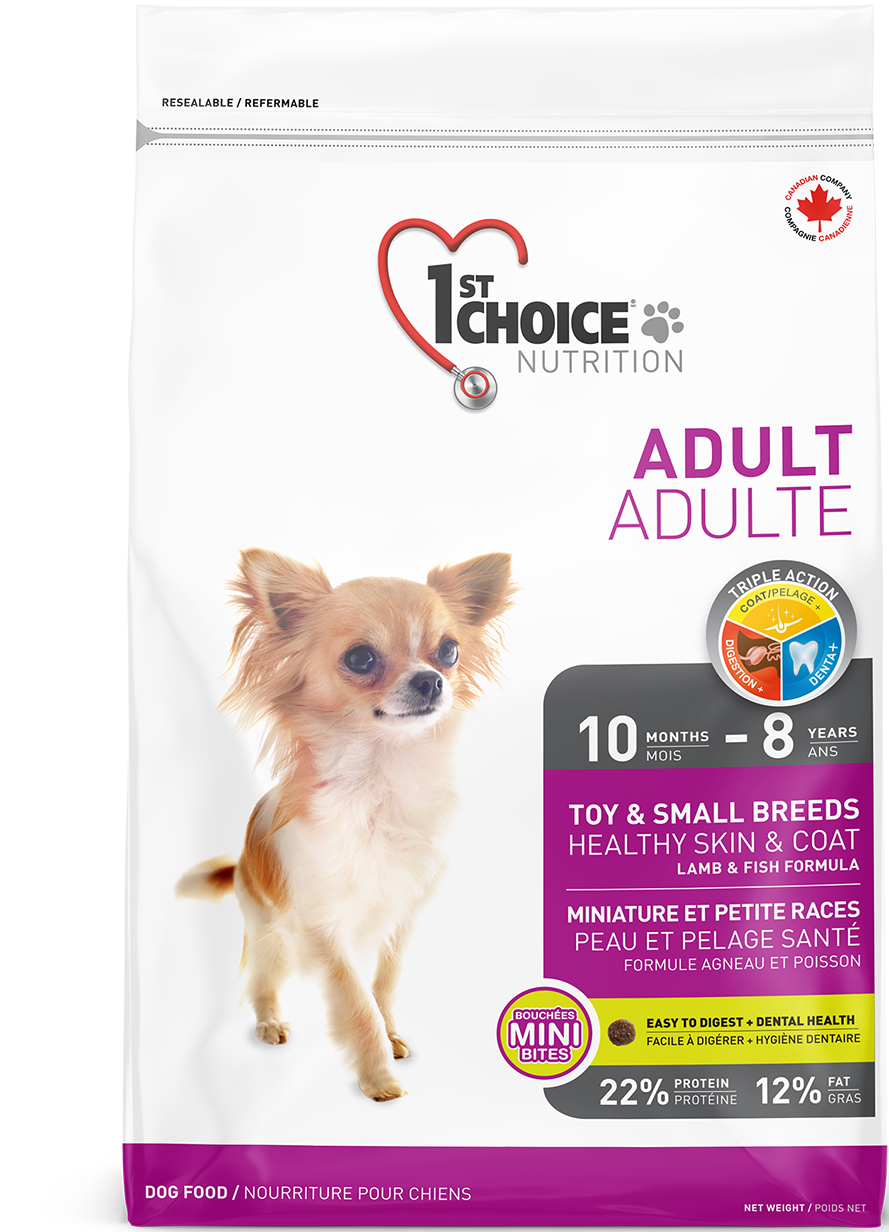 RESEALABLE / REFERMABLE
CANADIAN COMPANY
COMPAGNIE CANADIENNE
1ST
CHOICE
NUTRITION
ADULT
ADULTE
TRIPLE ACTION
COAT/PELAGE +
DIGESTION +
DENTA+
10 MONTHS – 8 YEARS
MOIS ANS
TOY & SMALL BREEDS
HEALTHY SKIN & COAT
LAMB & FISH FORMULA
MINIATURE ET PETITE RACES
PEAU ET PELAGE SANTÉ
FORMULE AGNEAU ET POISSON
BOUCHÉES
MINI
BITES
EASY TO DIGEST + DENTAL HEALTH
FACILE À DIGÉRER + HYGIÈNE DENTAIRE
22% PROTEIN 12% FAT
PROTÉINE GRAS
DOG FOOD / NOURRITURE POUR CHIENS
NET WEIGHT / POIDS NET